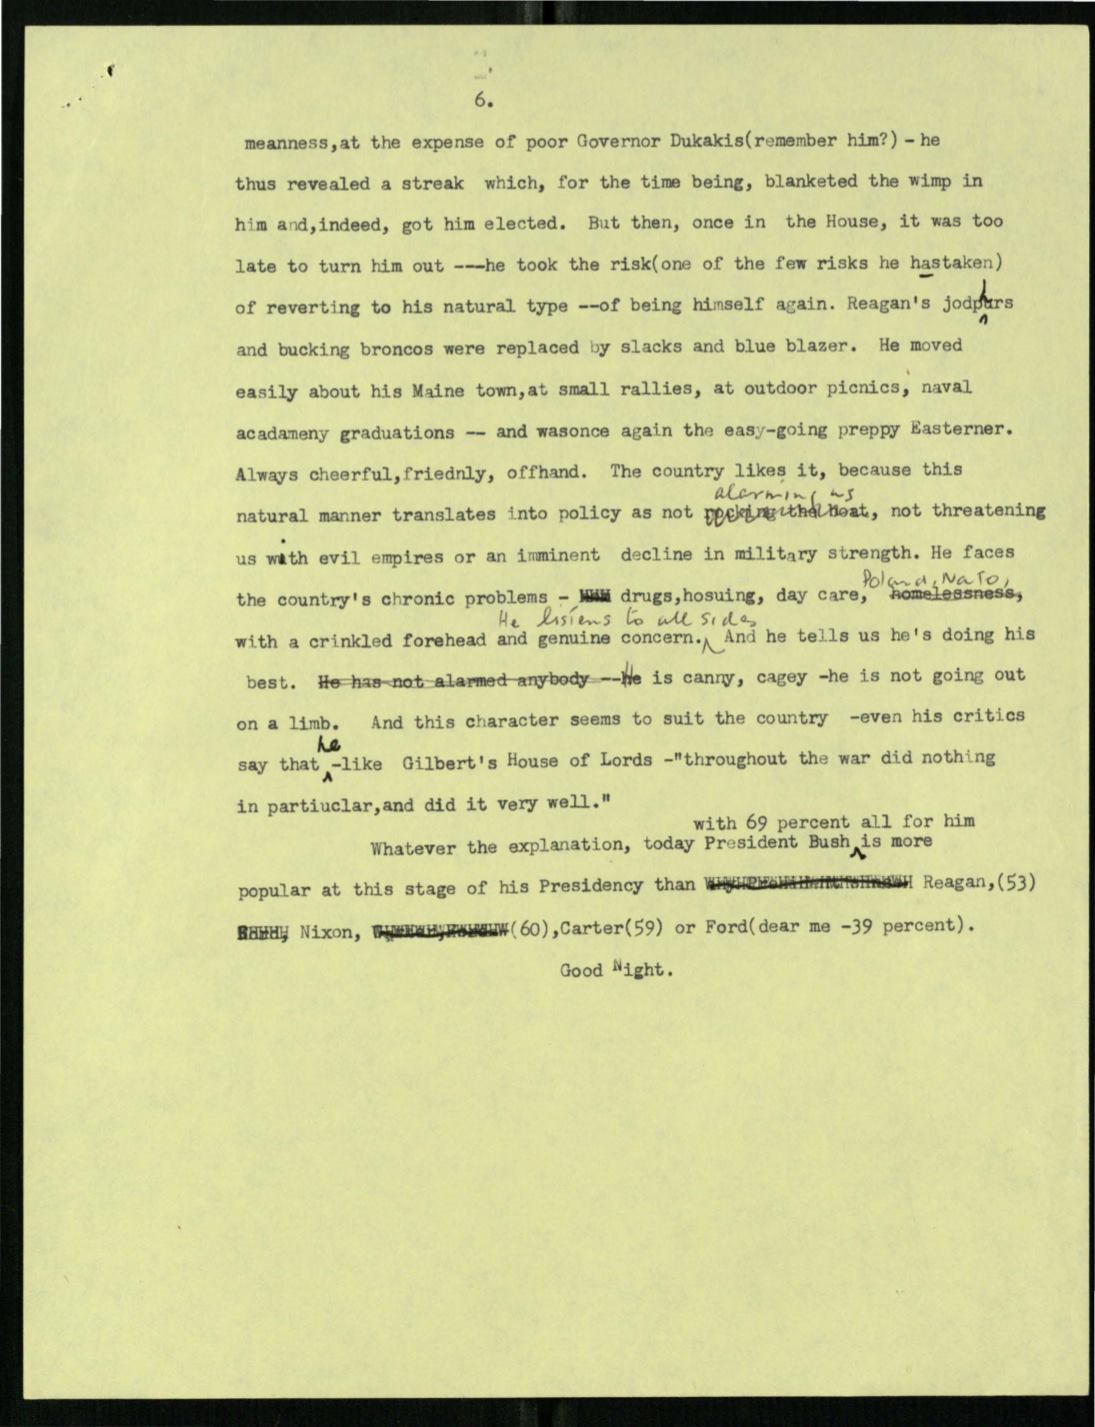 6.
meanness,at the expense of poor Governor Dukakis(remember him?) - he
thus revealed a streak which, for the time being, blanketed the wimp in
him and,indeed, got him elected. But then, once in the House, it was too
late to turn him out ---he took the risk(one of the few risks he hastaken)
of reverting to his natural type --of being himself again. Reagan's jodphurs
and bucking broncos were replaced by slacks and blue blazer. He moved
easily about his Maine town,at small rallies, at outdoor picnics, naval
acadameny graduations -- and wasonce again the easy-going preppy Easterner.
Always cheerful,friednly, offhand. The country likes it, because this
alarming us
natural manner translates into policy as not rocking the boat, not threatening
us with evil empires or an imminent decline in military strength. He faces
Poland, NATO,
the country's chronic problems - drugs,hosuing, day care, homelessness,
He listens to all sides
with a crinkled forehead and genuine concern. And he tells us he's doing his
best. He has not alarmed anybody --He is canny, cagey -he is not going out
on a limb. And this character seems to suit the country -even his critics
he
say that -like Gilbert's House of Lords -"throughout the war did nothing
in partiuclar,and did it very well."
with 69 percent all for him
Whatever the explanation, today President Bush is more
popular at this stage of his Presidency than Reagan,(53)
Nixon, (60),Carter(59) or Ford(dear me -39 percent).
Good Night.